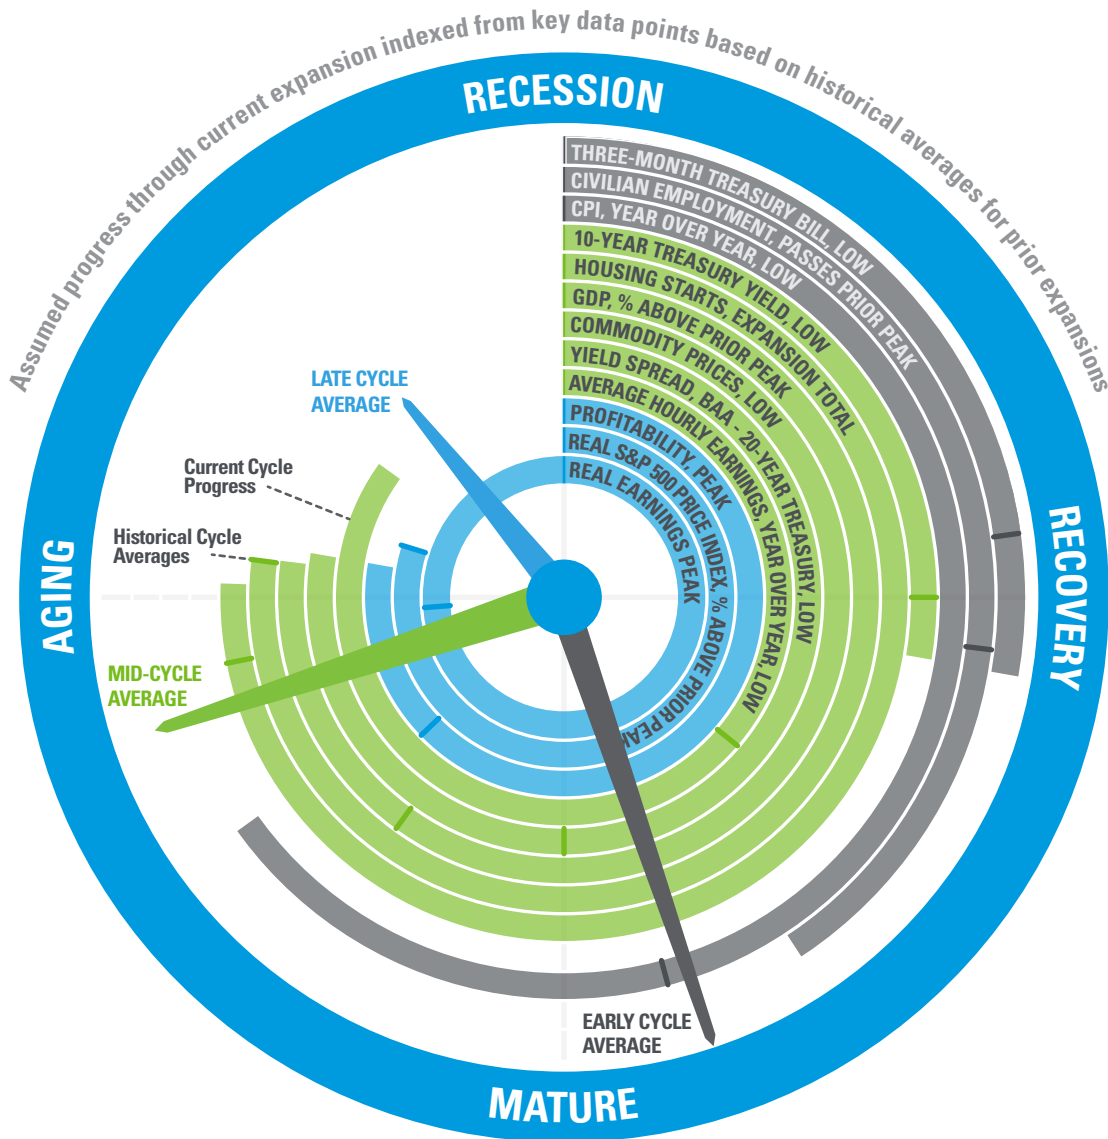 Assumed progress through current expansion indexed from key data points based on historical averages for prior expansions
RECESSION
THREE-MONTH TREASURY BILL, LOW
CIVILIAN EMPLOYMENT, PASSES PRIOR PEAK
CPI, YEAR OVER YEAR, LOW
10-YEAR TREASURY YIELD, LOW
HOUSING STARTS, EXPANSION TOTAL
GDP, % ABOVE PRIOR PEAK
COMMODITY PRICES, LOW
YIELD SPREAD, BAA - 20-YEAR TREASURY, LOW
AVERAGE HOURLY EARNINGS, YEAR OVER YEAR, LOW
PROFITABILITY, PEAK
REAL S&P 500 PRICE INDEX, % ABOVE PRIOR PEAK
REAL EARNINGS PEAK
LATE CYCLE
AVERAGE
Current Cycle
Progress
Historical Cycle
Averages
AGING
RECOVERY
MID-CYCLE
AVERAGE
EARLY CYCLE
AVERAGE
MATURE